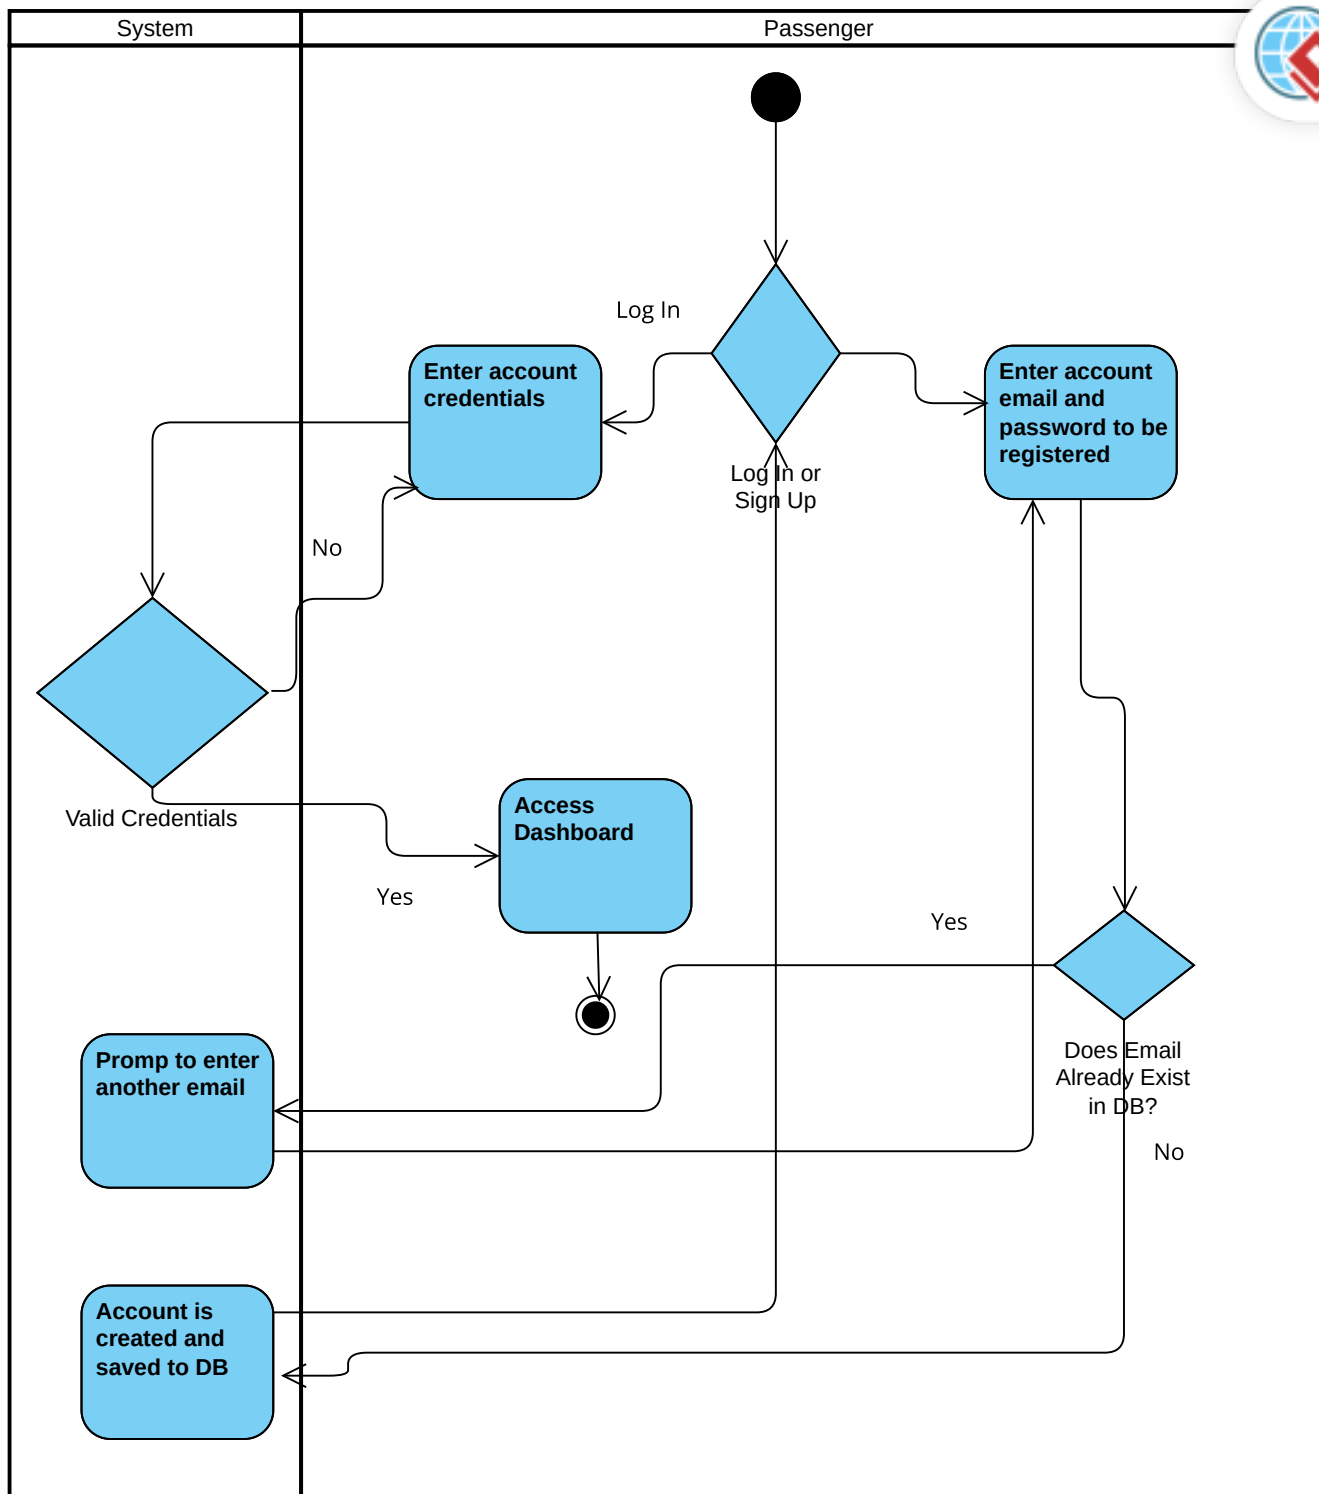 System
Passenger
Log In
Enter account
credentials
Enter account
email and
password to be
registered
Log In or
Sign Up
No
Valid Credentials
Access
Dashboard
Yes
Yes
Promp to enter
another email
Does Email
Already Exist
in DB?
No
Account is
created and
saved to DB